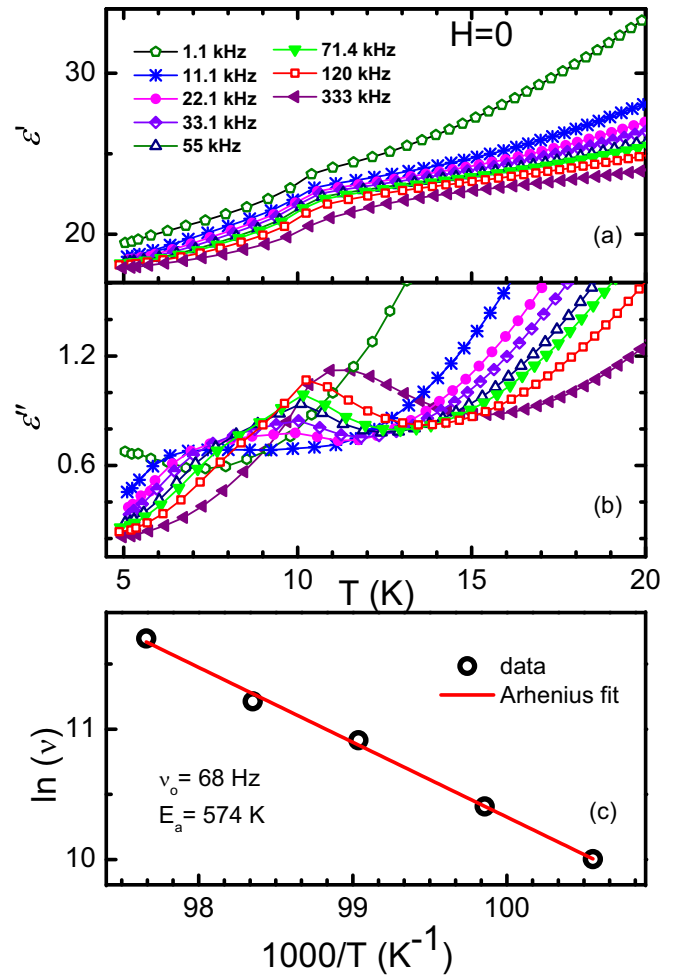 H=0
1.1 kHz
11.1 kHz
22.1 kHz
33.1 kHz
55 kHz
71.4 kHz
120 kHz
333 kHz
30
20
ε'
(a)
1.2
0.6
ε''
(b)
5 10 15 20
T (K)
data
Arhenius fit
11
10
ln (ν)
ν_o= 68 Hz
E_a= 574 K
(c)
98 99 100
1000/T (K⁻¹)